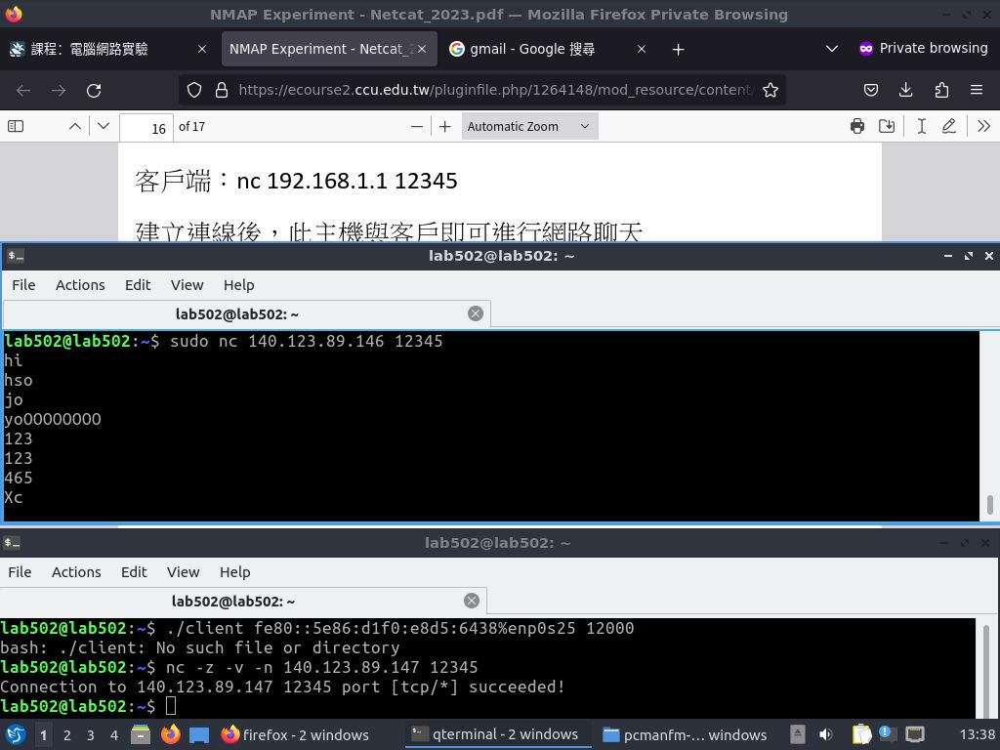 NMAP Experiment - Netcat_2023.pdf — Mozilla Firefox Private Browsing
課程：電腦網路實驗
NMAP Experiment - Netcat_2
gmail - Google 搜尋
Private browsing
https://ecourse2.ccu.edu.tw/pluginfile.php/1264148/mod_resource/content/
16 of 17
Automatic Zoom
客戶端：nc 192.168.1.1 12345
建立連線後，此主機與客戶即可進行網路聊天
lab502@lab502: ~
File Actions Edit View Help
lab502@lab502: ~
lab502@lab502:~$ sudo nc 140.123.89.146 12345
hi
hso
jo
yoOOOOOOOO
123
123
465
Xc
lab502@lab502: ~
File Actions Edit View Help
lab502@lab502: ~
lab502@lab502:~$ ./client fe80::5e86:d1f0:e8d5:6438%enp0s25 12000
bash: ./client: No such file or directory
lab502@lab502:~$ nc -z -v -n 140.123.89.147 12345
Connection to 140.123.89.147 12345 port [tcp/*] succeeded!
lab502@lab502:~$
1 2 3 4 firefox - 2 windows qterminal - 2 windows pcmanfm-... windows 13:38